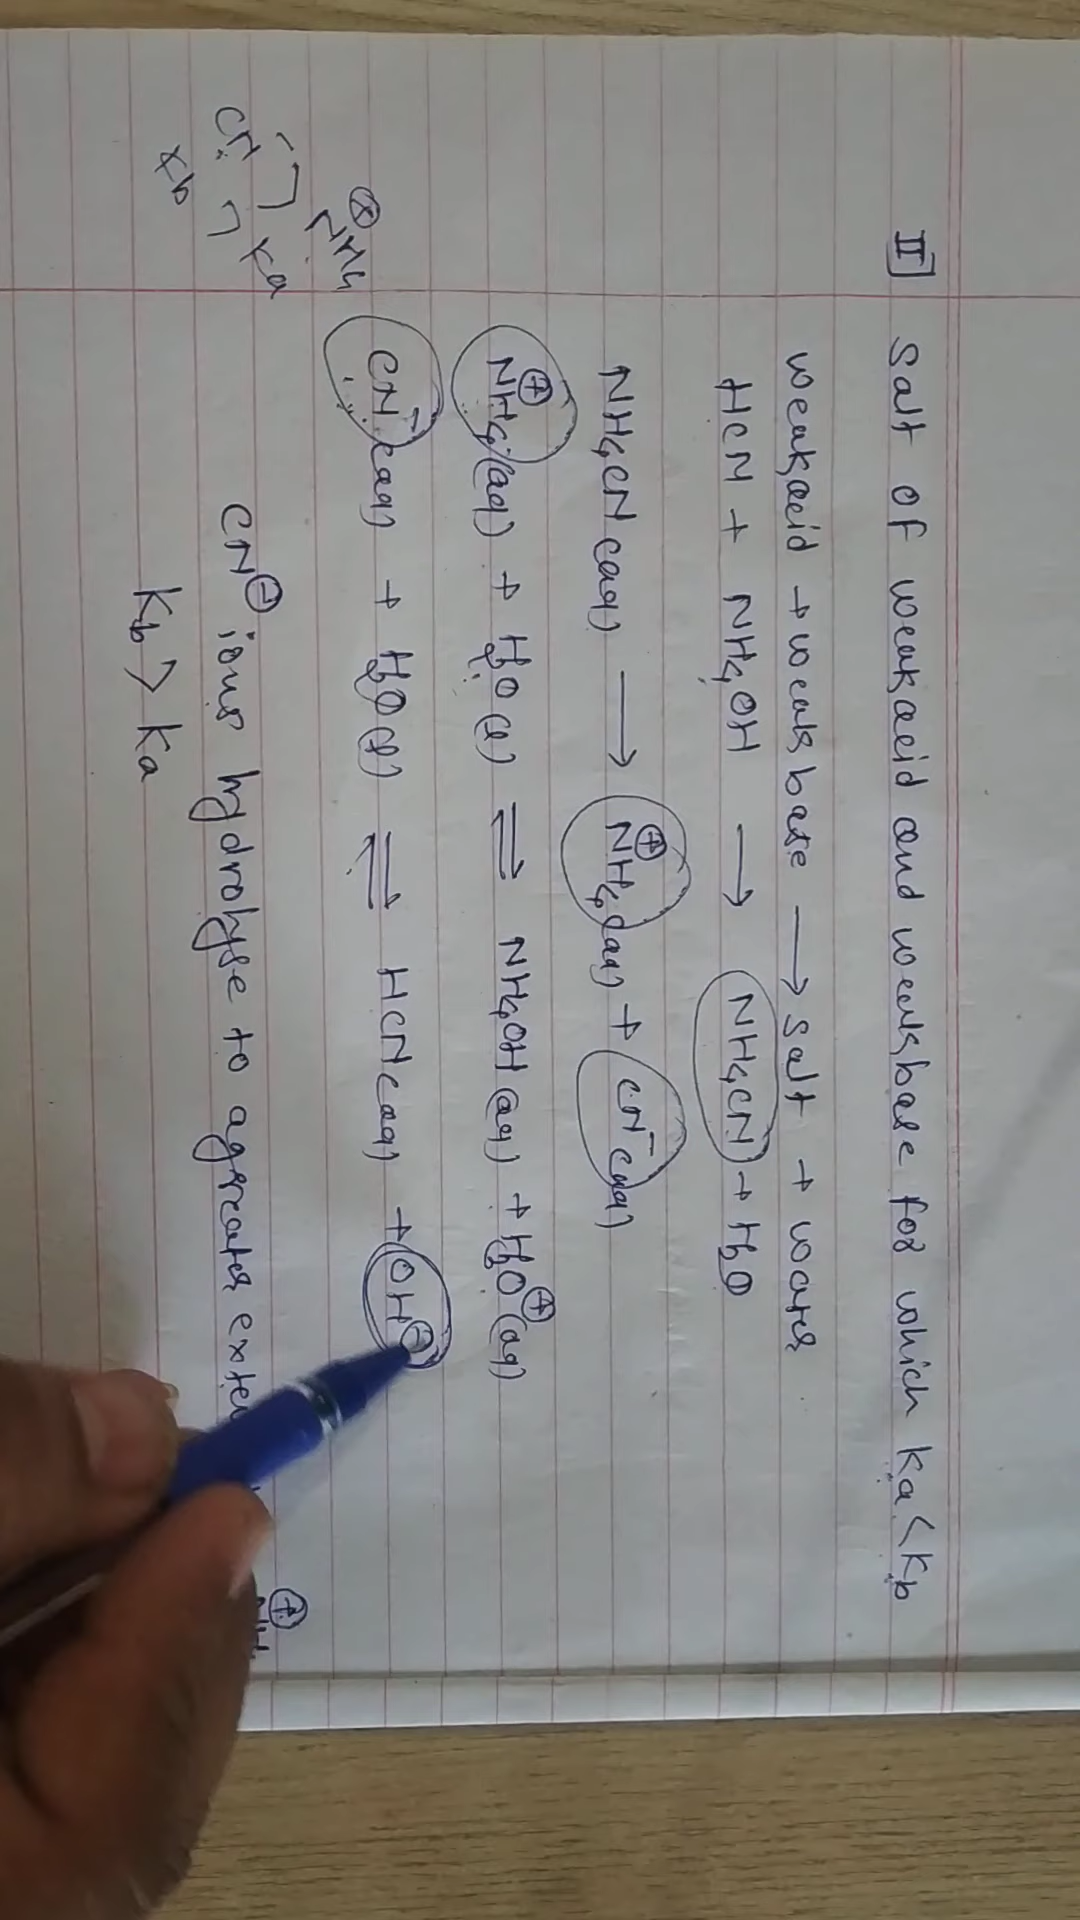 II] Salt of weak acid and weak base for which Ka < Kb
weak acid + weak base → salt + water
HCN + NH4OH → NH4CN + H2O
NH4CN(aq) → NH4⊕(aq) + CN⁻(aq)
NH4⊕(aq) + H2O(l) ⇌ NH4OH(aq) + H3O⊕(aq)
CN⁻(aq) + H2O(l) ⇌ HCN(aq) + OH⊖
CN⊖ ions hydrolyse to a greater
Kb > Ka
CN⁻ > NH4⊕
Kb > Ka